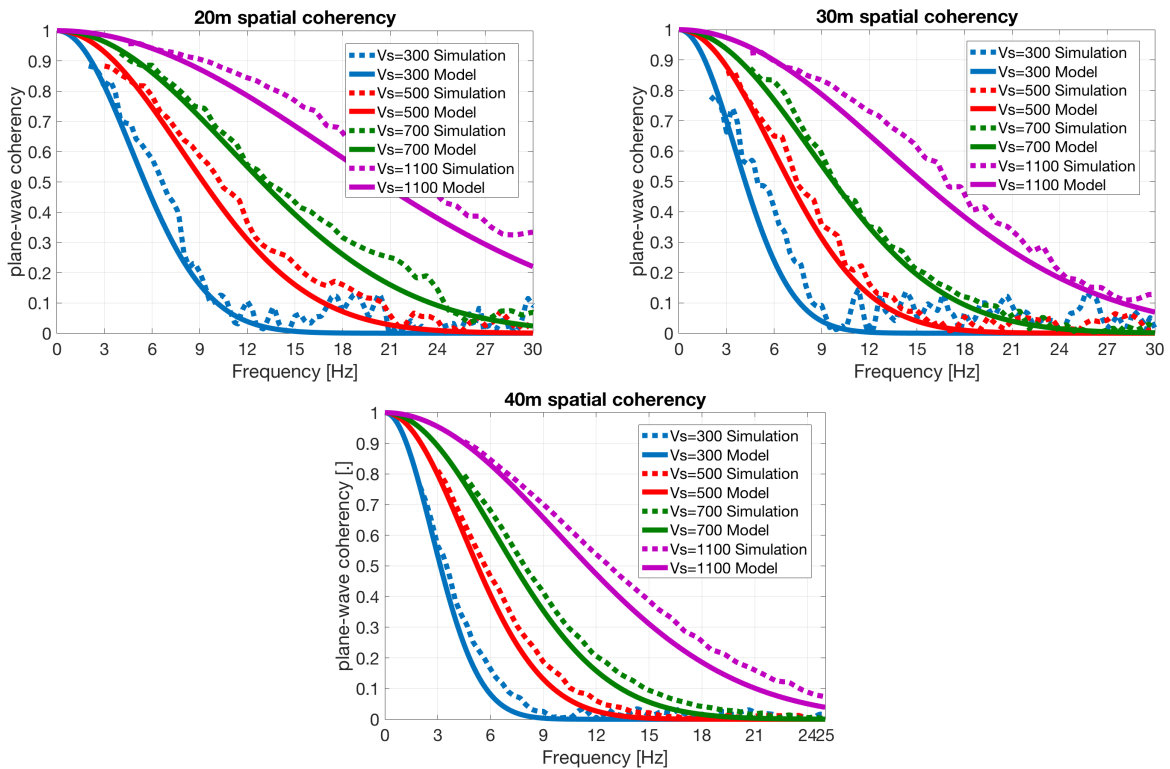 20m spatial coherency
1
0.9
0.8
0.7
0.6
0.5
0.4
0.3
0.2
0.1
0
plane-wave coherency
0 3 6 9 12 15 18 21 24 27 30
Frequency [Hz]
Vs=300 Simulation
Vs=300 Model
Vs=500 Simulation
Vs=500 Model
Vs=700 Simulation
Vs=700 Model
Vs=1100 Simulation
Vs=1100 Model
30m spatial coherency
1
0.9
0.8
0.7
0.6
0.5
0.4
0.3
0.2
0.1
0
plane-wave coherency
0 3 6 9 12 15 18 21 24 27 30
Frequency [Hz]
Vs=300 Simulation
Vs=300 Model
Vs=500 Simulation
Vs=500 Model
Vs=700 Simulation
Vs=700 Model
Vs=1100 Simulation
Vs=1100 Model
40m spatial coherency
1
0.9
0.8
0.7
0.6
0.5
0.4
0.3
0.2
0.1
0
plane-wave coherency [.]
0 3 6 9 12 15 18 21 2425
Frequency [Hz]
Vs=300 Simulation
Vs=300 Model
Vs=500 Simulation
Vs=500 Model
Vs=700 Simulation
Vs=700 Model
Vs=1100 Simulation
Vs=1100 Model